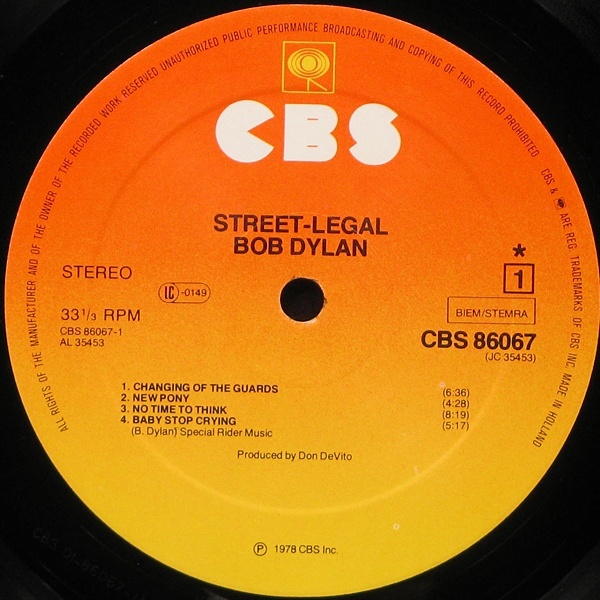 ALL RIGHTS OF THE MANUFACTURER AND OF THE OWNER OF THE RECORDED WORK RESERVED UNAUTHORIZED PUBLIC PERFORMANCE BROADCASTING AND COPYING OF THIS RECORD PROHIBITED
CBS & ARE REG. TRADEMARKS OF CBS INC. MADE IN HOLLAND
CBS
STREET-LEGAL
BOB DYLAN
STEREO
LC -0149
*
1
33 1/3 RPM
BIEM/STEMRA
CBS 86067-1
CBS 86067
AL 35453
(JC 35453)
1. CHANGING OF THE GUARDS (6:36)
2. NEW PONY (4:28)
3. NO TIME TO THINK (8:19)
4. BABY STOP CRYING (5:17)
(B. Dylan) Special Rider Music
Produced by Don DeVito
Ⓟ 1978 CBS Inc.